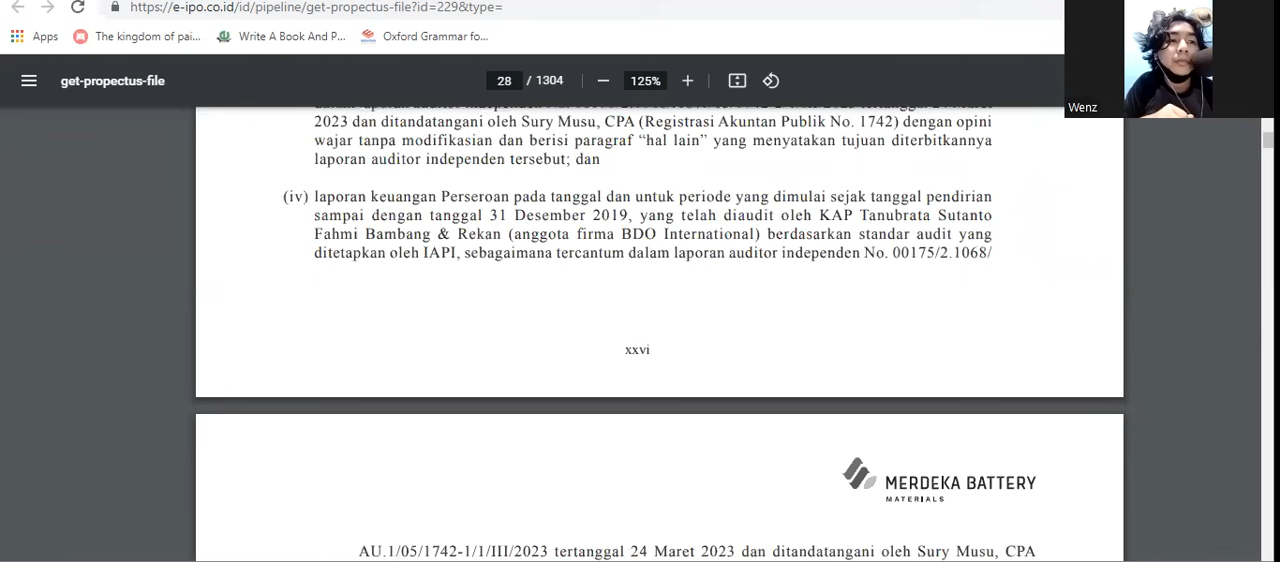 https://e-ipo.co.id/id/pipeline/get-propectus-file?id=229&type=
Apps
The kingdom of pai...
Write A Book And P...
Oxford Grammar fo...
Wenz
get-propectus-file
28 / 1304
125%
2023 dan ditandatangani oleh Sury Musu, CPA (Registrasi Akuntan Publik No. 1742) dengan opini
wajar tanpa modifikasian dan berisi paragraf “hal lain” yang menyatakan tujuan diterbitkannya
laporan auditor independen tersebut; dan
(iv) laporan keuangan Perseroan pada tanggal dan untuk periode yang dimulai sejak tanggal pendirian
sampai dengan tanggal 31 Desember 2019, yang telah diaudit oleh KAP Tanubrata Sutanto
Fahmi Bambang & Rekan (anggota firma BDO International) berdasarkan standar audit yang
ditetapkan oleh IAPI, sebagaimana tercantum dalam laporan auditor independen No. 00175/2.1068/
xxvi
MERDEKA BATTERY
MATERIALS
AU.1/05/1742-1/1/III/2023 tertanggal 24 Maret 2023 dan ditandatangani oleh Sury Musu, CPA